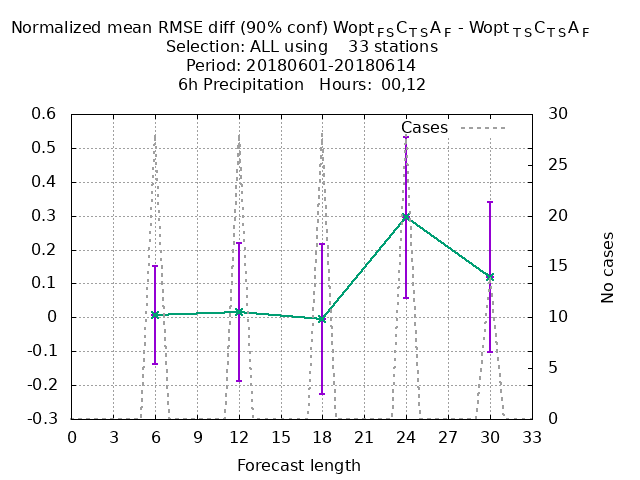 Normalized mean RMSE diff (90% conf) Wopt FS C TS A F - Wopt TS C TS A F
Selection: ALL using 33 stations
Period: 20180601-20180614
6h Precipitation Hours: 00,12
Cases
0.6
0.5
0.4
0.3
0.2
0.1
0
-0.1
-0.2
-0.3
30
25
20
15
10
5
0
No cases
0 3 6 9 12 15 18 21 24 27 30 33
Forecast length